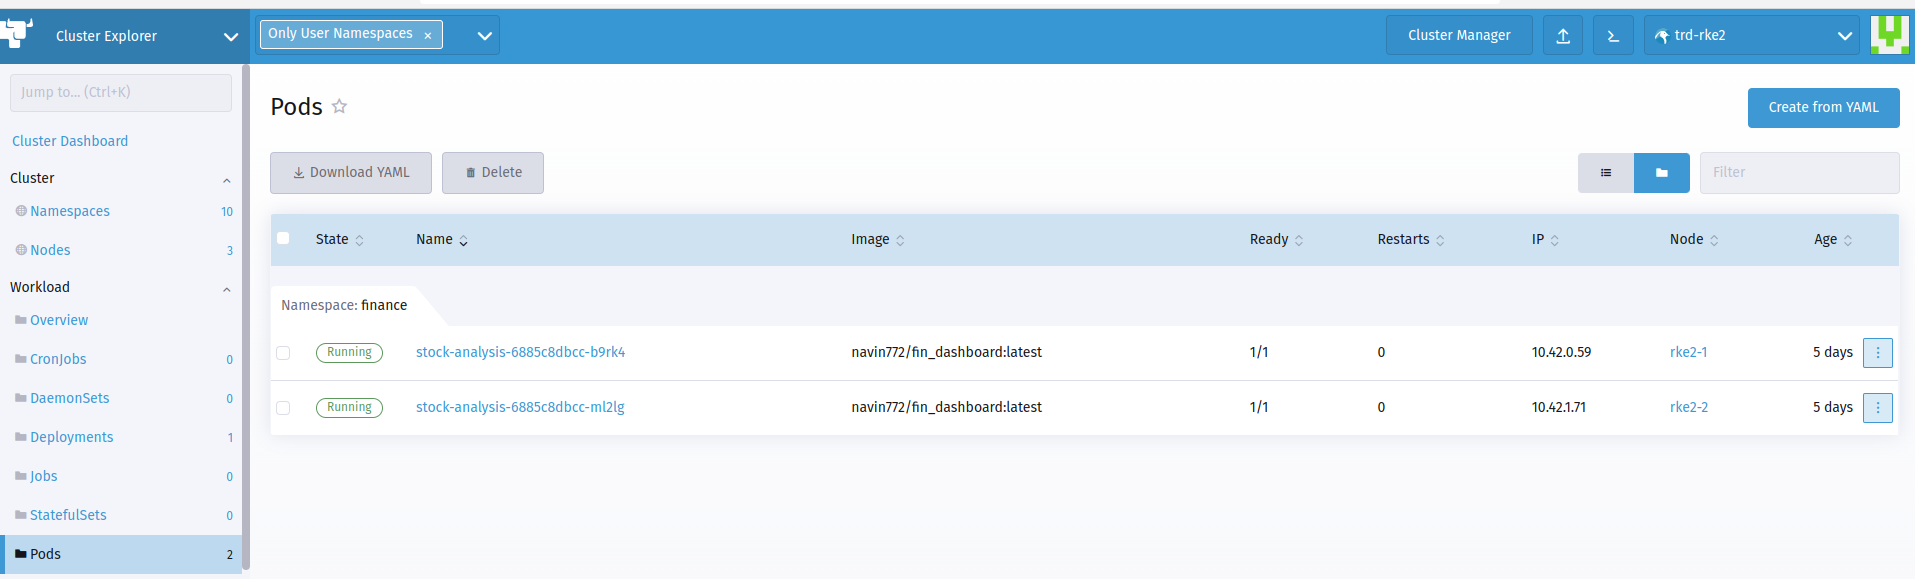 Cluster Explorer
Only User Namespaces ×
Cluster Manager
trd-rke2
Jump to... (Ctrl+K)
Cluster Dashboard
Cluster
Namespaces 10
Nodes 3
Workload
Overview
CronJobs 0
DaemonSets 0
Deployments 1
Jobs 0
StatefulSets 0
Pods 2
Pods
Create from YAML
Download YAML
Delete
Filter
State Name Image Ready Restarts IP Node Age
Namespace: finance
Running stock-analysis-6885c8dbcc-b9rk4 navin772/fin_dashboard:latest 1/1 0 10.42.0.59 rke2-1 5 days
Running stock-analysis-6885c8dbcc-ml2lg navin772/fin_dashboard:latest 1/1 0 10.42.1.71 rke2-2 5 days